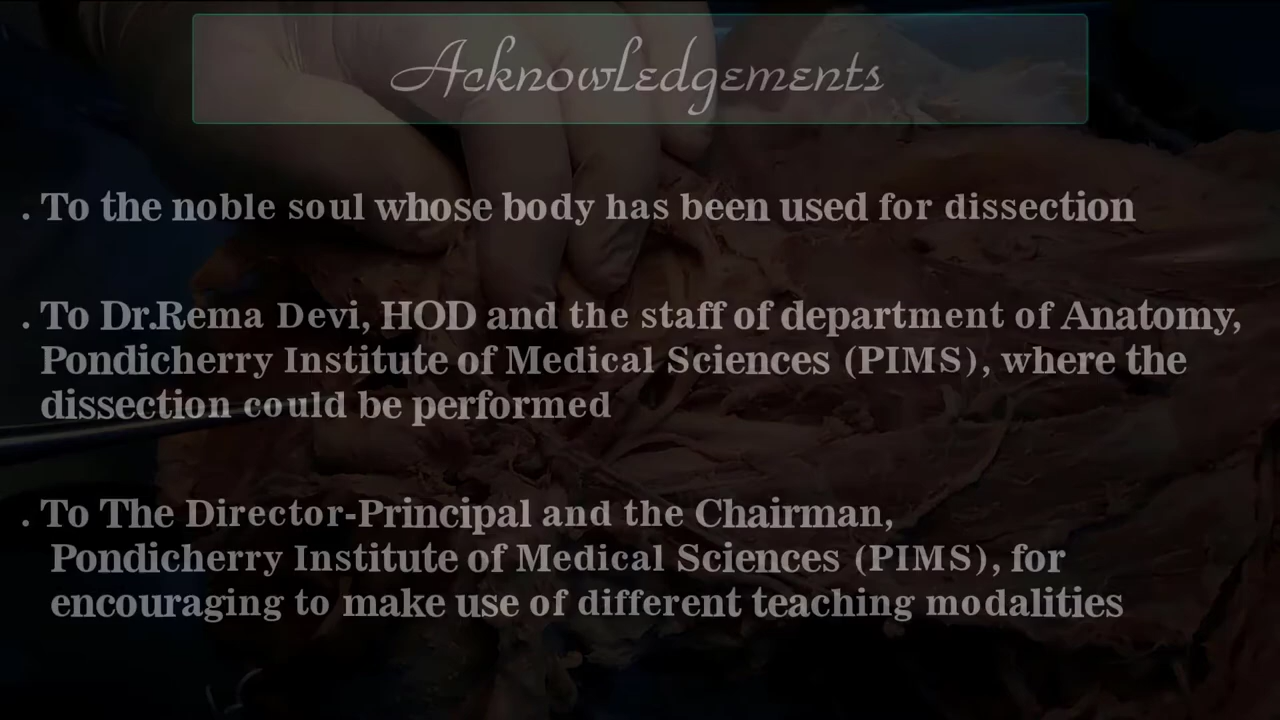 Acknowledgements
. To the noble soul whose body has been used for dissection
. To Dr.Rema Devi, HOD and the staff of department of Anatomy,
Pondicherry Institute of Medical Sciences (PIMS), where the
dissection could be performed
. To The Director-Principal and the Chairman,
Pondicherry Institute of Medical Sciences (PIMS), for
encouraging to make use of different teaching modalities